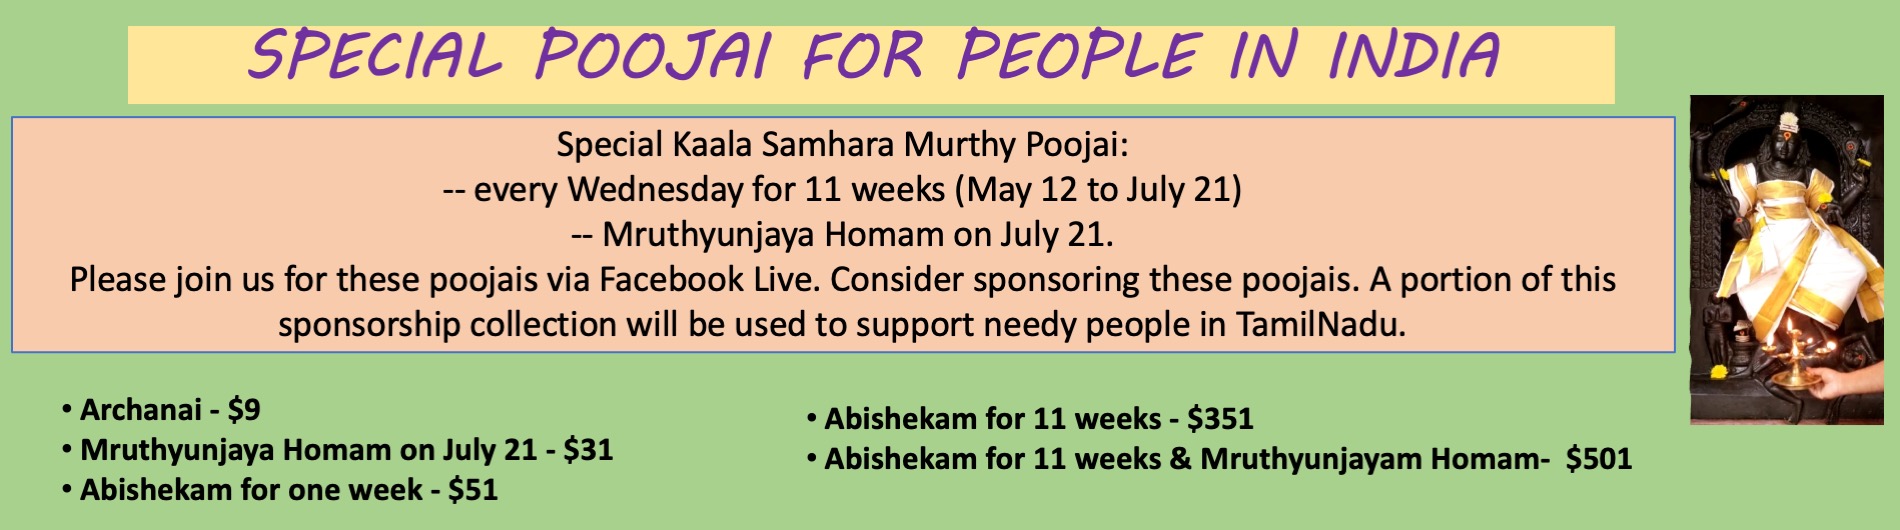 SPECIAL POOJAI FOR PEOPLE IN INDIA
Special Kaala Samhara Murthy Poojai:
-- every Wednesday for 11 weeks (May 12 to July 21)
-- Mruthyunjaya Homam on July 21.
Please join us for these poojais via Facebook Live. Consider sponsoring these poojais. A portion of this
sponsorship collection will be used to support needy people in TamilNadu.
• Archanai - $9
• Mruthyunjaya Homam on July 21 - $31
• Abishekam for one week - $51
• Abishekam for 11 weeks - $351
• Abishekam for 11 weeks & Mruthyunjayam Homam-  $501